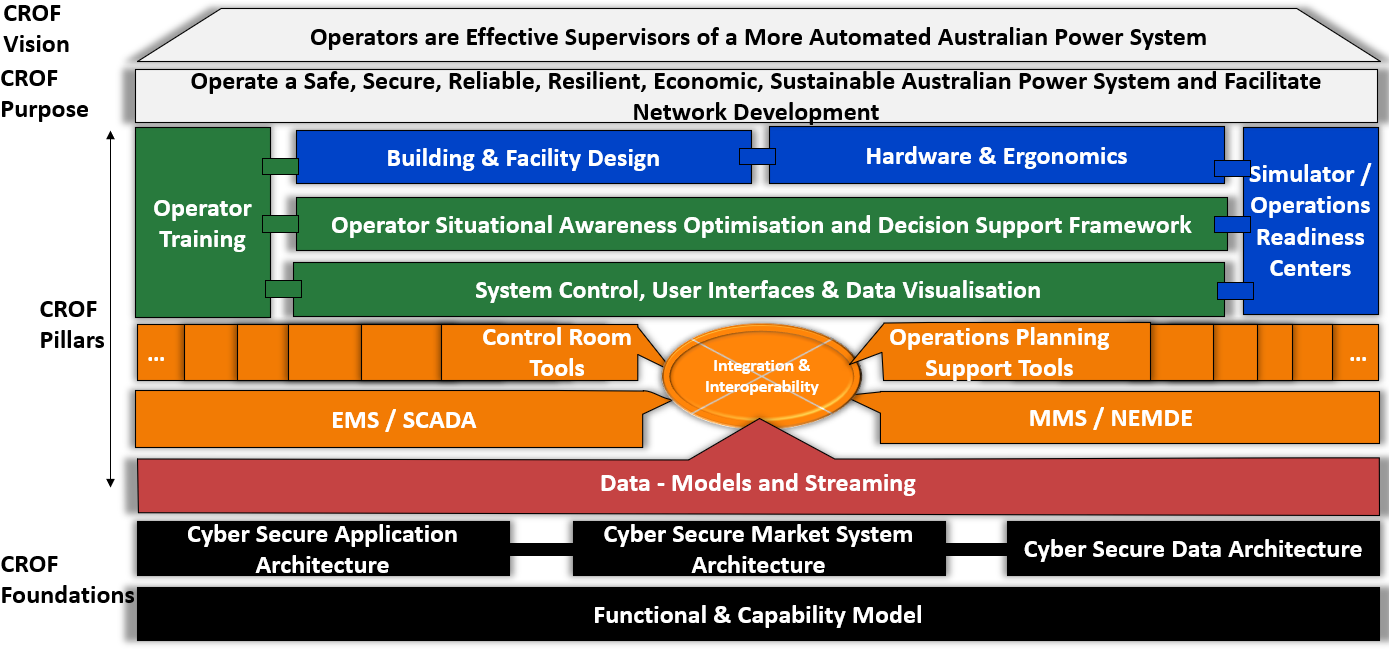 CROF
Vision
Operators are Effective Supervisors of a More Automated Australian Power System
CROF
Purpose
Operate a Safe, Secure, Reliable, Resilient, Economic, Sustainable Australian Power System and Facilitate
Network Development
CROF
Pillars
Operator
Training
Building & Facility Design
Hardware & Ergonomics
Simulator /
Operations
Readiness
Centers
Operator Situational Awareness Optimisation and Decision Support Framework
System Control, User Interfaces & Data Visualisation
...
Control Room
Tools
Integration &
Interoperability
Operations Planning
Support Tools
...
EMS / SCADA
MMS / NEMDE
Data - Models and Streaming
CROF
Foundations
Cyber Secure Application
Architecture
Cyber Secure Market System
Architecture
Cyber Secure Data Architecture
Functional & Capability Model